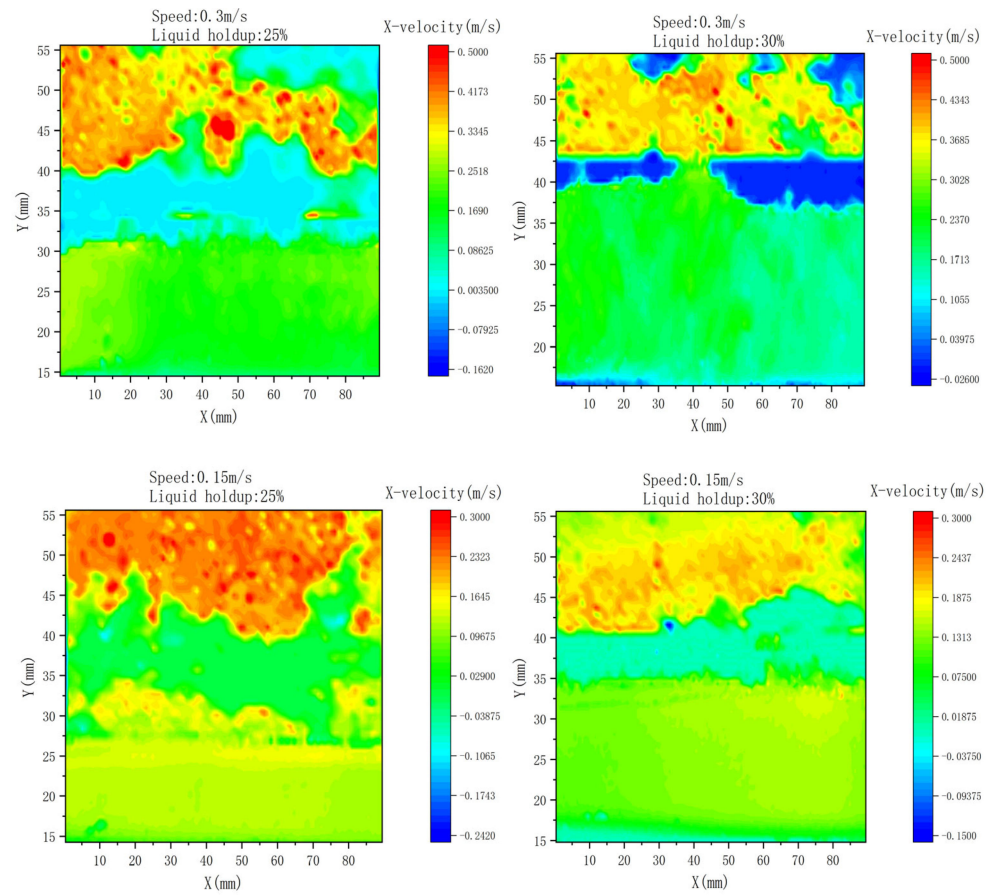 Speed:0.3m/s
Liquid holdup:25%
X-velocity(m/s)
55
50
45
40
35
30
25
20
15
Y(mm)
10 20 30 40 50 60 70 80
X(mm)
0.5000
0.4173
0.3345
0.2518
0.1690
0.08625
0.003500
-0.07925
-0.1620
Speed:0.3m/s
Liquid holdup:30%
X-velocity(m/s)
55
50
45
40
35
30
25
20
Y(mm)
10 20 30 40 50 60 70 80
X(mm)
0.5000
0.4343
0.3685
0.3028
0.2370
0.1713
0.1055
0.03975
-0.02600
Speed:0.15m/s
Liquid holdup:25%
X-velocity(m/s)
55
50
45
40
35
30
25
20
15
Y(mm)
10 20 30 40 50 60 70 80
X(mm)
0.3000
0.2323
0.1645
0.09675
0.02900
-0.03875
-0.1065
-0.1743
-0.2420
Speed:0.15m/s
Liquid holdup:30%
X-velocity(m/s)
55
50
45
40
35
30
25
20
15
Y(mm)
10 20 30 40 50 60 70 80
X(mm)
0.3000
0.2437
0.1875
0.1313
0.07500
0.01875
-0.03750
-0.09375
-0.1500